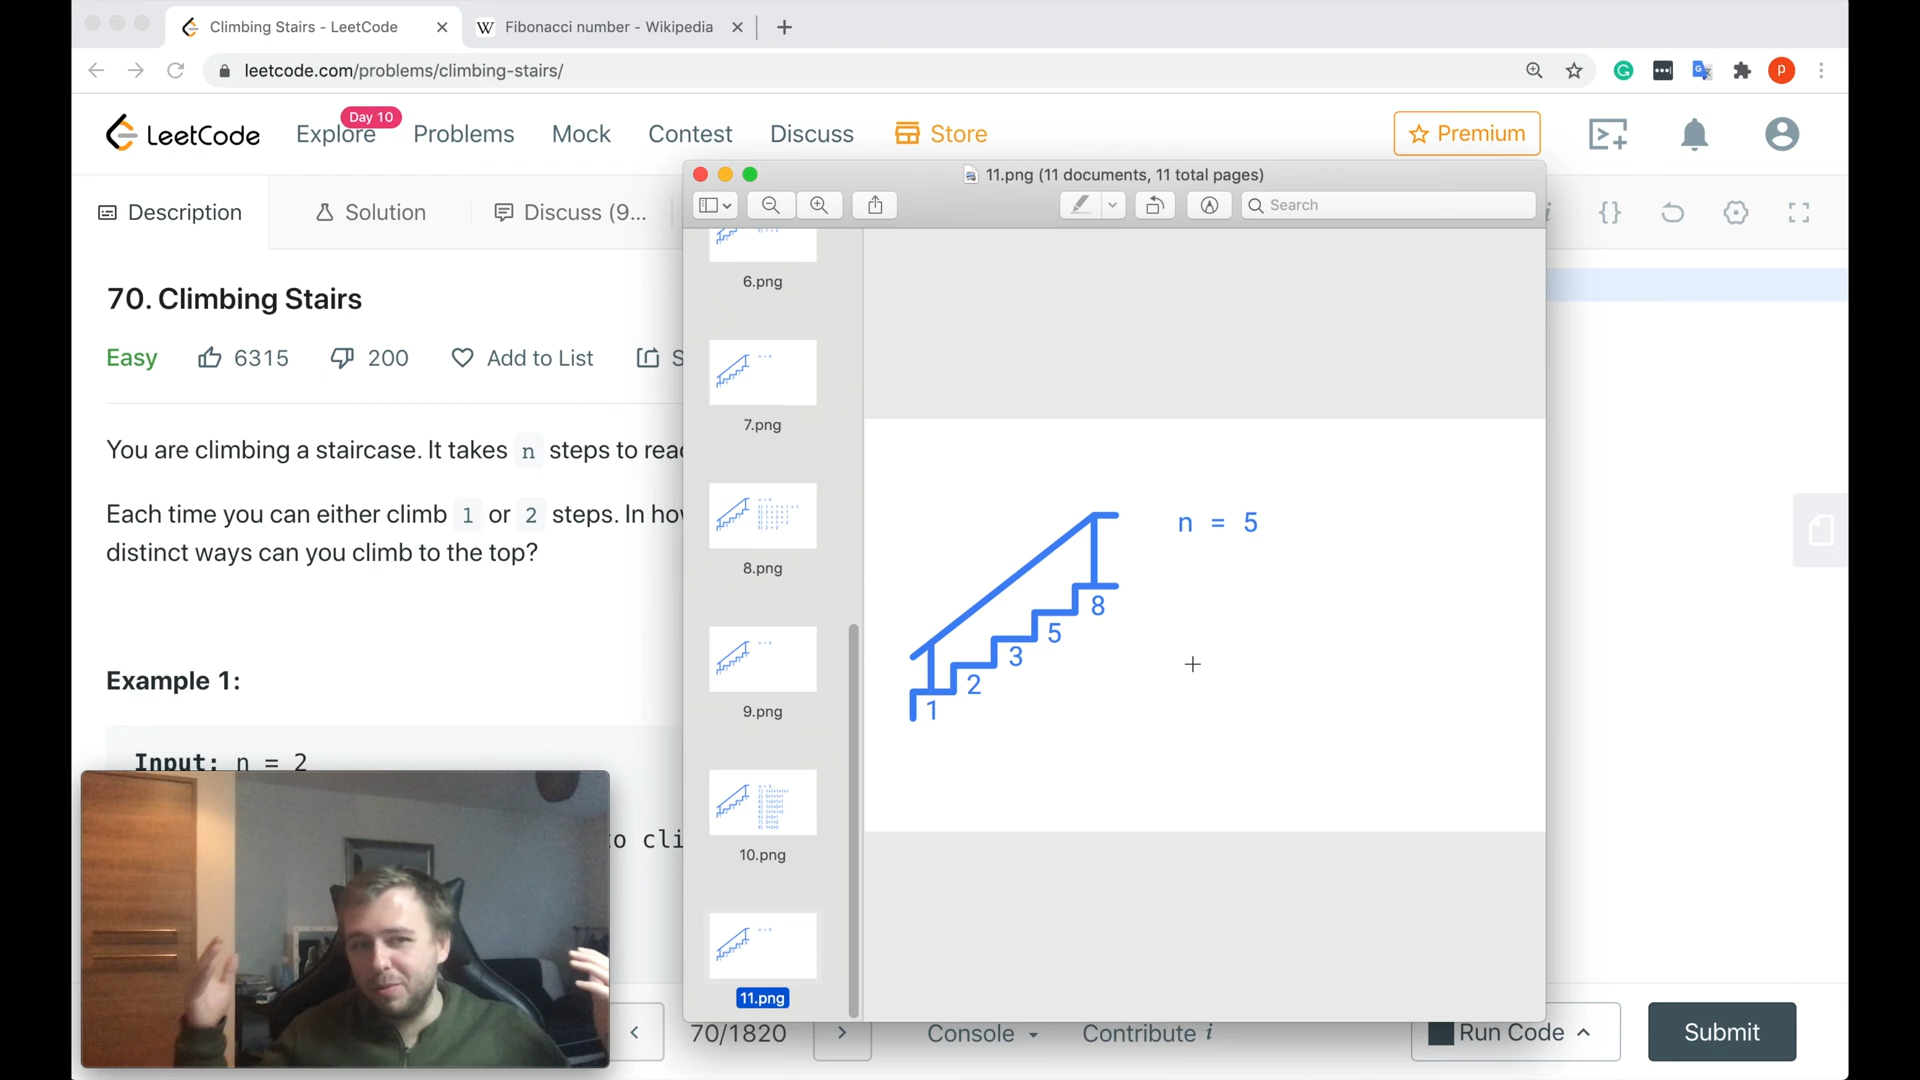 Climbing Stairs - LeetCode
Fibonacci number - Wikipedia
leetcode.com/problems/climbing-stairs/
P
LeetCode
Explore
Day 10
Problems
Mock
Contest
Discuss
Store
Premium
Description
Solution
Discuss (9...
70. Climbing Stairs
Easy
6315
200
Add to List
S
You are climbing a staircase. It takes n steps to reac
Each time you can either climb 1 or 2 steps. In how
distinct ways can you climb to the top?
Example 1:
Input: n = 2
to cli
11.png (11 documents, 11 total pages)
Search
6.png
7.png
8.png
9.png
10.png
11.png
n = 5
8
5
3
2
1
70/1820
Console
Contribute i
Run Code
Submit